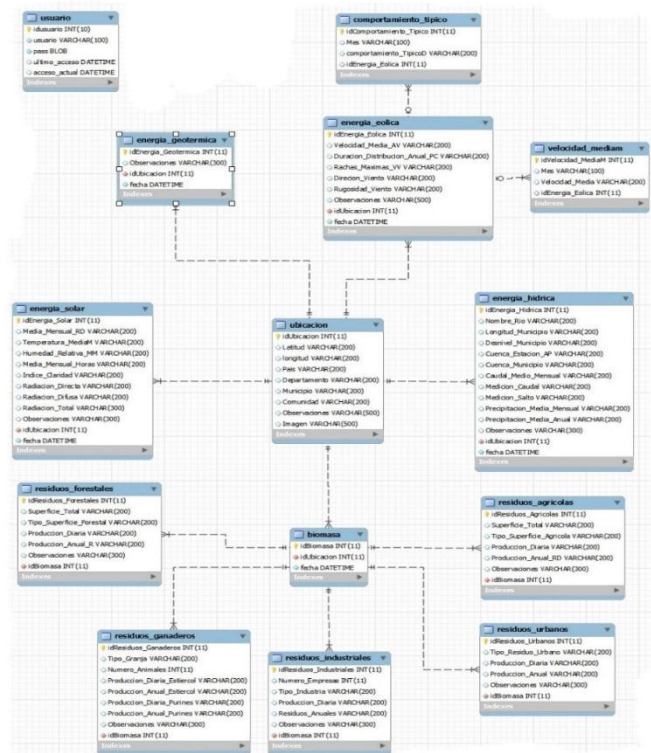 usuario
idusuario INT(10)
usuario VARCHAR(100)
pass BLOB
ultimo_acceso DATETIME
acceso_actual DATETIME
Indexes
comportamiento_tipico
idComportamiento_Tipico INT(11)
Mes VARCHAR(100)
comportamiento_TipicoD VARCHAR(200)
idEnergia_Eolica INT(11)
Indexes
energia_geotermica
idEnergia_Geotermica INT(11)
Observaciones VARCHAR(300)
idUbicacion INT(11)
fecha DATETIME
Indexes
energia_eolica
idEnergia_Eolica INT(11)
Velocidad_Media_AV VARCHAR(200)
Duracion_Distribucion_Anual_PC VARCHAR(200)
Rachas_Maximas_VV VARCHAR(200)
Direcion_Viento VARCHAR(200)
Rugosidad_Viento VARCHAR(200)
Observaciones VARCHAR(500)
idUbicacion INT(11)
fecha DATETIME
Indexes
velocidad_mediam
idVelocidad_MediaM INT(11)
Mes VARCHAR(100)
Velocidad_Media VARCHAR(200)
idEnergia_Eolica INT(11)
Indexes
energia_solar
idEnergia_Solar INT(11)
Media_Mensual_RD VARCHAR(200)
Temperatura_MediaM VARCHAR(200)
Humedad_Relativa_MM VARCHAR(200)
Media_Mensual_Horas VARCHAR(200)
Indice_Claridad VARCHAR(200)
Radiacion_Directa VARCHAR(200)
Radiacion_Difusa VARCHAR(200)
Radiacion_Total VARCHAR(300)
Observaciones VARCHAR(300)
idUbicacion INT(11)
fecha DATETIME
Indexes
ubicacion
idUbicacion INT(11)
Latitud VARCHAR(200)
longitud VARCHAR(200)
Pais VARCHAR(200)
Departamento VARCHAR(200)
Municipio VARCHAR(200)
Comunidad VARCHAR(200)
Observaciones VARCHAR(500)
Imagen VARCHAR(500)
Indexes
energia_hidrica
idEnergia_Hidrica INT(11)
Nombre_Rio VARCHAR(200)
Longitud_Municipio VARCHAR(200)
Desnivel_Municipio VARCHAR(200)
Cuenca_Estacion_AP VARCHAR(200)
Cuenca_Municipio VARCHAR(200)
Caudal_Medio_Mensual VARCHAR(200)
Medicion_Caudal VARCHAR(200)
Medicion_Salto VARCHAR(200)
Precipitacion_Media_Mensual VARCHAR(200)
Precipitacion_Media_Anual VARCHAR(200)
Observaciones VARCHAR(300)
idUbicacion INT(11)
fecha DATETIME
Indexes
residuos_forestales
idResiduos_Forestales INT(11)
Superficie_Total VARCHAR(200)
Tipo_Superficie_Forestal VARCHAR(200)
Produccion_Diaria VARCHAR(200)
Produccion_Anual_R VARCHAR(200)
Observaciones VARCHAR(300)
idBiomasa INT(11)
Indexes
biomasa
idBiomasa INT(11)
idUbicacion INT(11)
fecha DATETIME
Indexes
residuos_agricolas
idResiduos_Agricolas INT(11)
Superficie_Total VARCHAR(200)
Tipo_Superficie_Agricola VARCHAR(200)
Produccion_Diaria VARCHAR(200)
Produccion_Anual_RD VARCHAR(200)
Observaciones VARCHAR(300)
idBiomasa INT(11)
Indexes
residuos_ganaderos
idResiduos_Ganaderos INT(11)
Tipo_Granja VARCHAR(200)
Numero_Animales INT(11)
Produccion_Diaria_Estiercol VARCHAR(200)
Produccion_Anual_Estiercol VARCHAR(200)
Produccion_Diaria_Purines VARCHAR(200)
Produccion_Anual_Purines VARCHAR(200)
Observaciones VARCHAR(300)
idBiomasa INT(11)
Indexes
residuos_industriales
idResiduos_Industriales INT(11)
Numero_Empresas INT(11)
Tipo_Industria VARCHAR(200)
Produccion_Diaria VARCHAR(200)
Residuos_Anuales VARCHAR(200)
Observaciones VARCHAR(300)
idBiomasa INT(11)
Indexes
residuos_urbanos
idResiduos_Urbanos INT(11)
Tipo_Residuo_Urbano VARCHAR(200)
Produccion_Diaria VARCHAR(200)
Produccion_Anual VARCHAR(200)
Observaciones VARCHAR(300)
idBiomasa INT(11)
Indexes